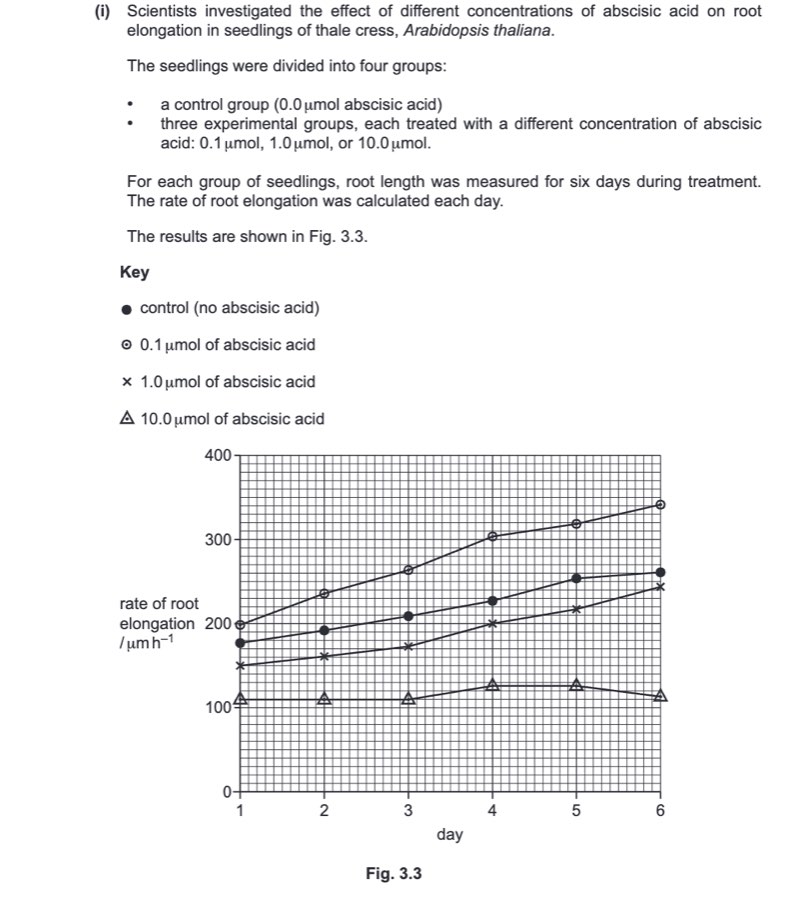 (i) Scientists investigated the effect of different concentrations of abscisic acid on root
elongation in seedlings of thale cress, Arabidopsis thaliana.
The seedlings were divided into four groups:
• a control group (0.0 μmol abscisic acid)
• three experimental groups, each treated with a different concentration of abscisic
acid: 0.1 μmol, 1.0 μmol, or 10.0 μmol.
For each group of seedlings, root length was measured for six days during treatment.
The rate of root elongation was calculated each day.
The results are shown in Fig. 3.3.
Key
control (no abscisic acid)
0.1 μmol of abscisic acid
1.0 μmol of abscisic acid
10.0 μmol of abscisic acid
400
300
rate of root
elongation 200
/ μm h⁻¹
100
0
1 2 3 4 5 6
day
Fig. 3.3